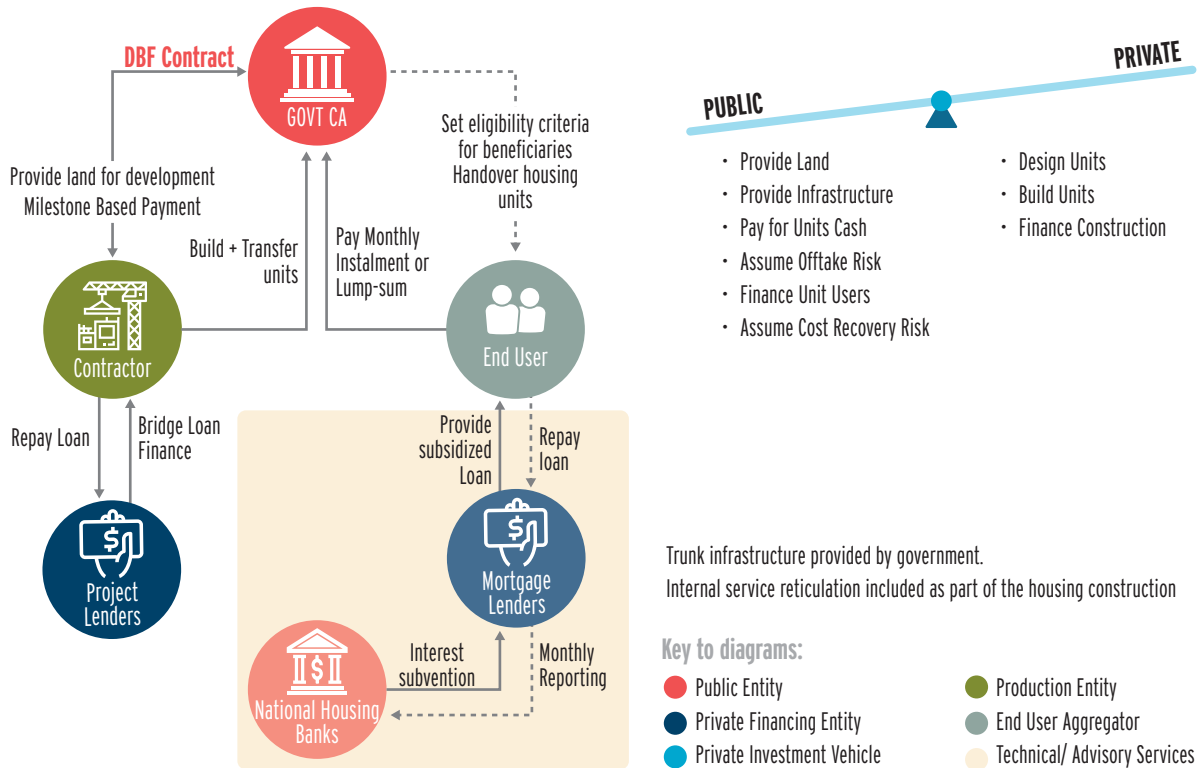 DBF Contract
GOVT CA
Provide land for development
Milestone Based Payment
Set eligibility criteria
for beneficiaries
Handover housing
units
Build + Transfer
units
Pay Monthly
Instalment or
Lump-sum
Contractor
End User
Repay Loan
Bridge Loan
Finance
Provide
subsidized
Loan
Repay
loan
$
Project
Lenders
$
Mortgage
Lenders
Interest
subvention
Monthly
Reporting
$
National Housing
Banks
PUBLIC
PRIVATE
• Provide Land
• Provide Infrastructure
• Pay for Units Cash
• Assume Offtake Risk
• Finance Unit Users
• Assume Cost Recovery Risk
• Design Units
• Build Units
• Finance Construction
Trunk infrastructure provided by government.
Internal service reticulation included as part of the housing construction
Key to diagrams:
Public Entity
Private Financing Entity
Private Investment Vehicle
Production Entity
End User Aggregator
Technical/ Advisory Services